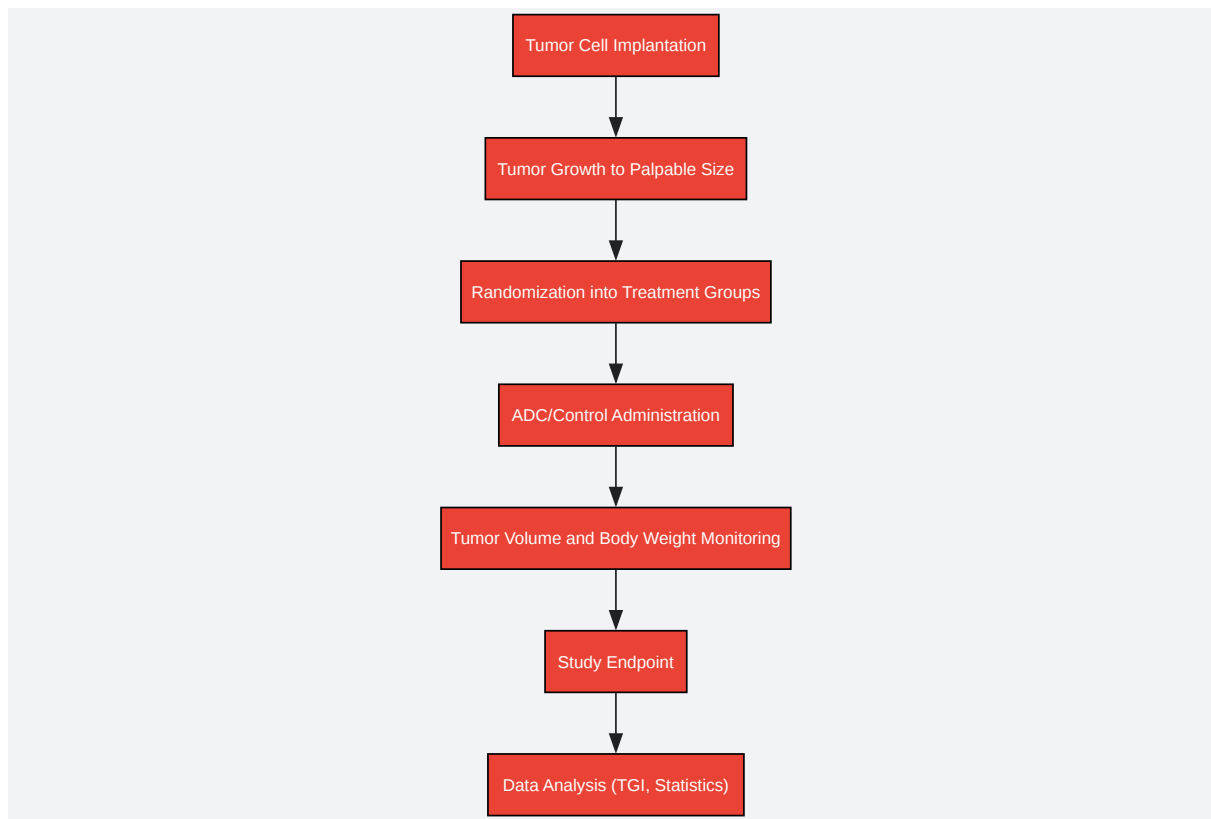 Tumor Cell Implantation
Tumor Growth to Palpable Size
Randomization into Treatment Groups
ADC/Control Administration
Tumor Volume and Body Weight Monitoring
Study Endpoint
Data Analysis (TGI, Statistics)